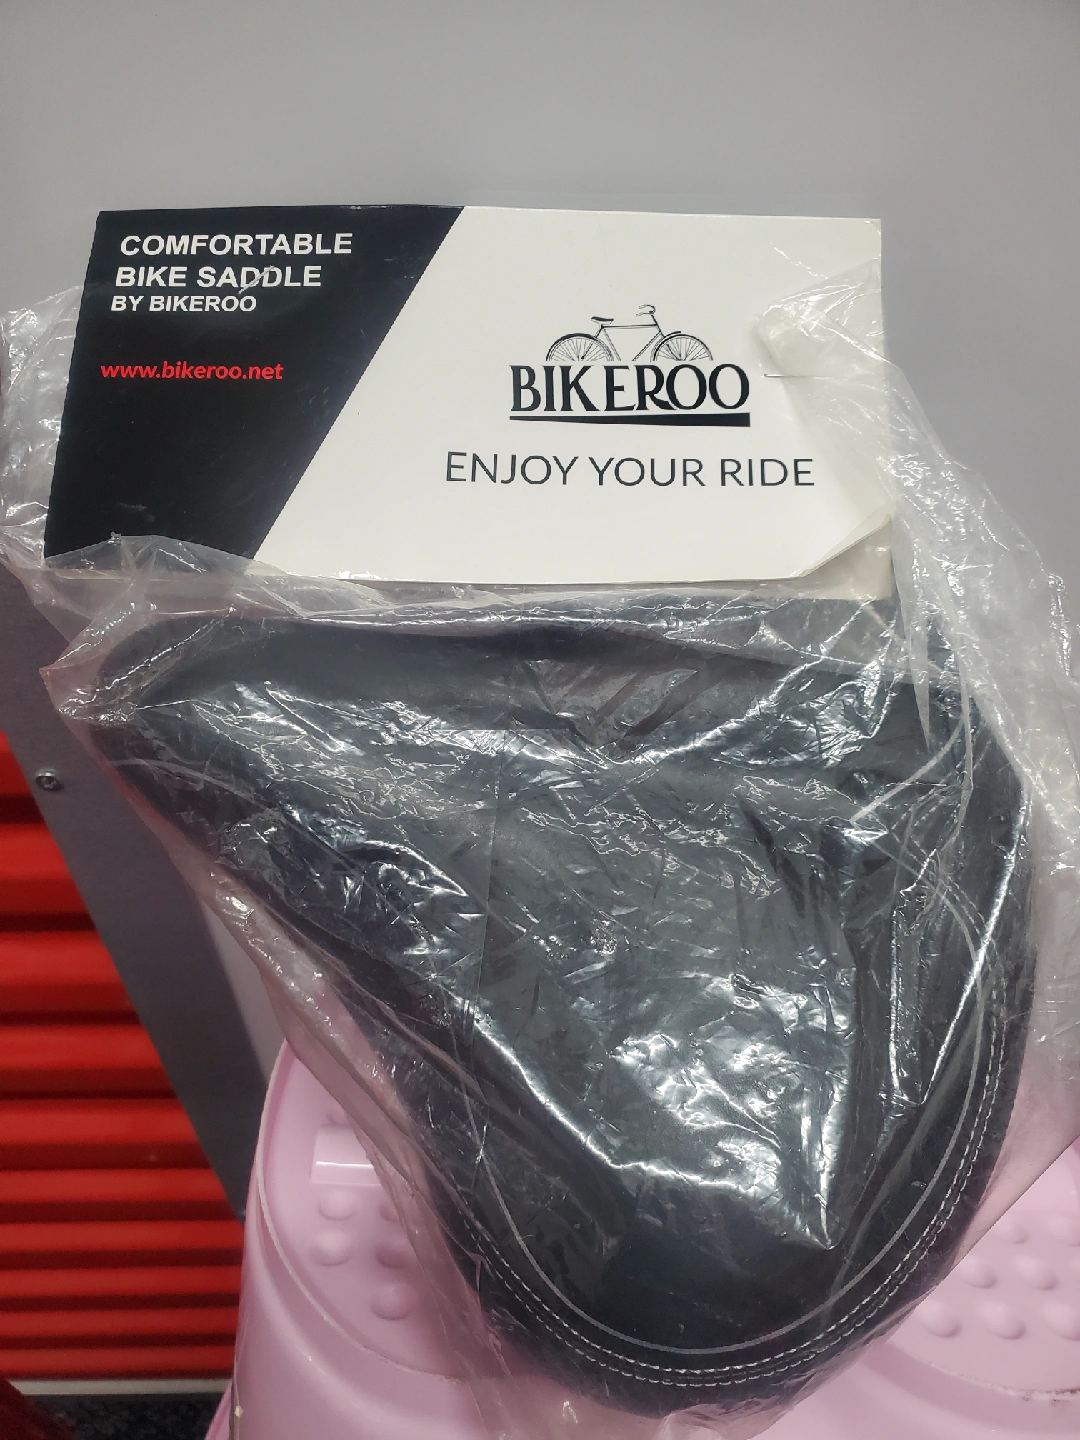 COMFORTABLE
BIKE SADDLE
BY BIKEROO
www.bikeroo.net
BIKEROO
ENJOY YOUR RIDE